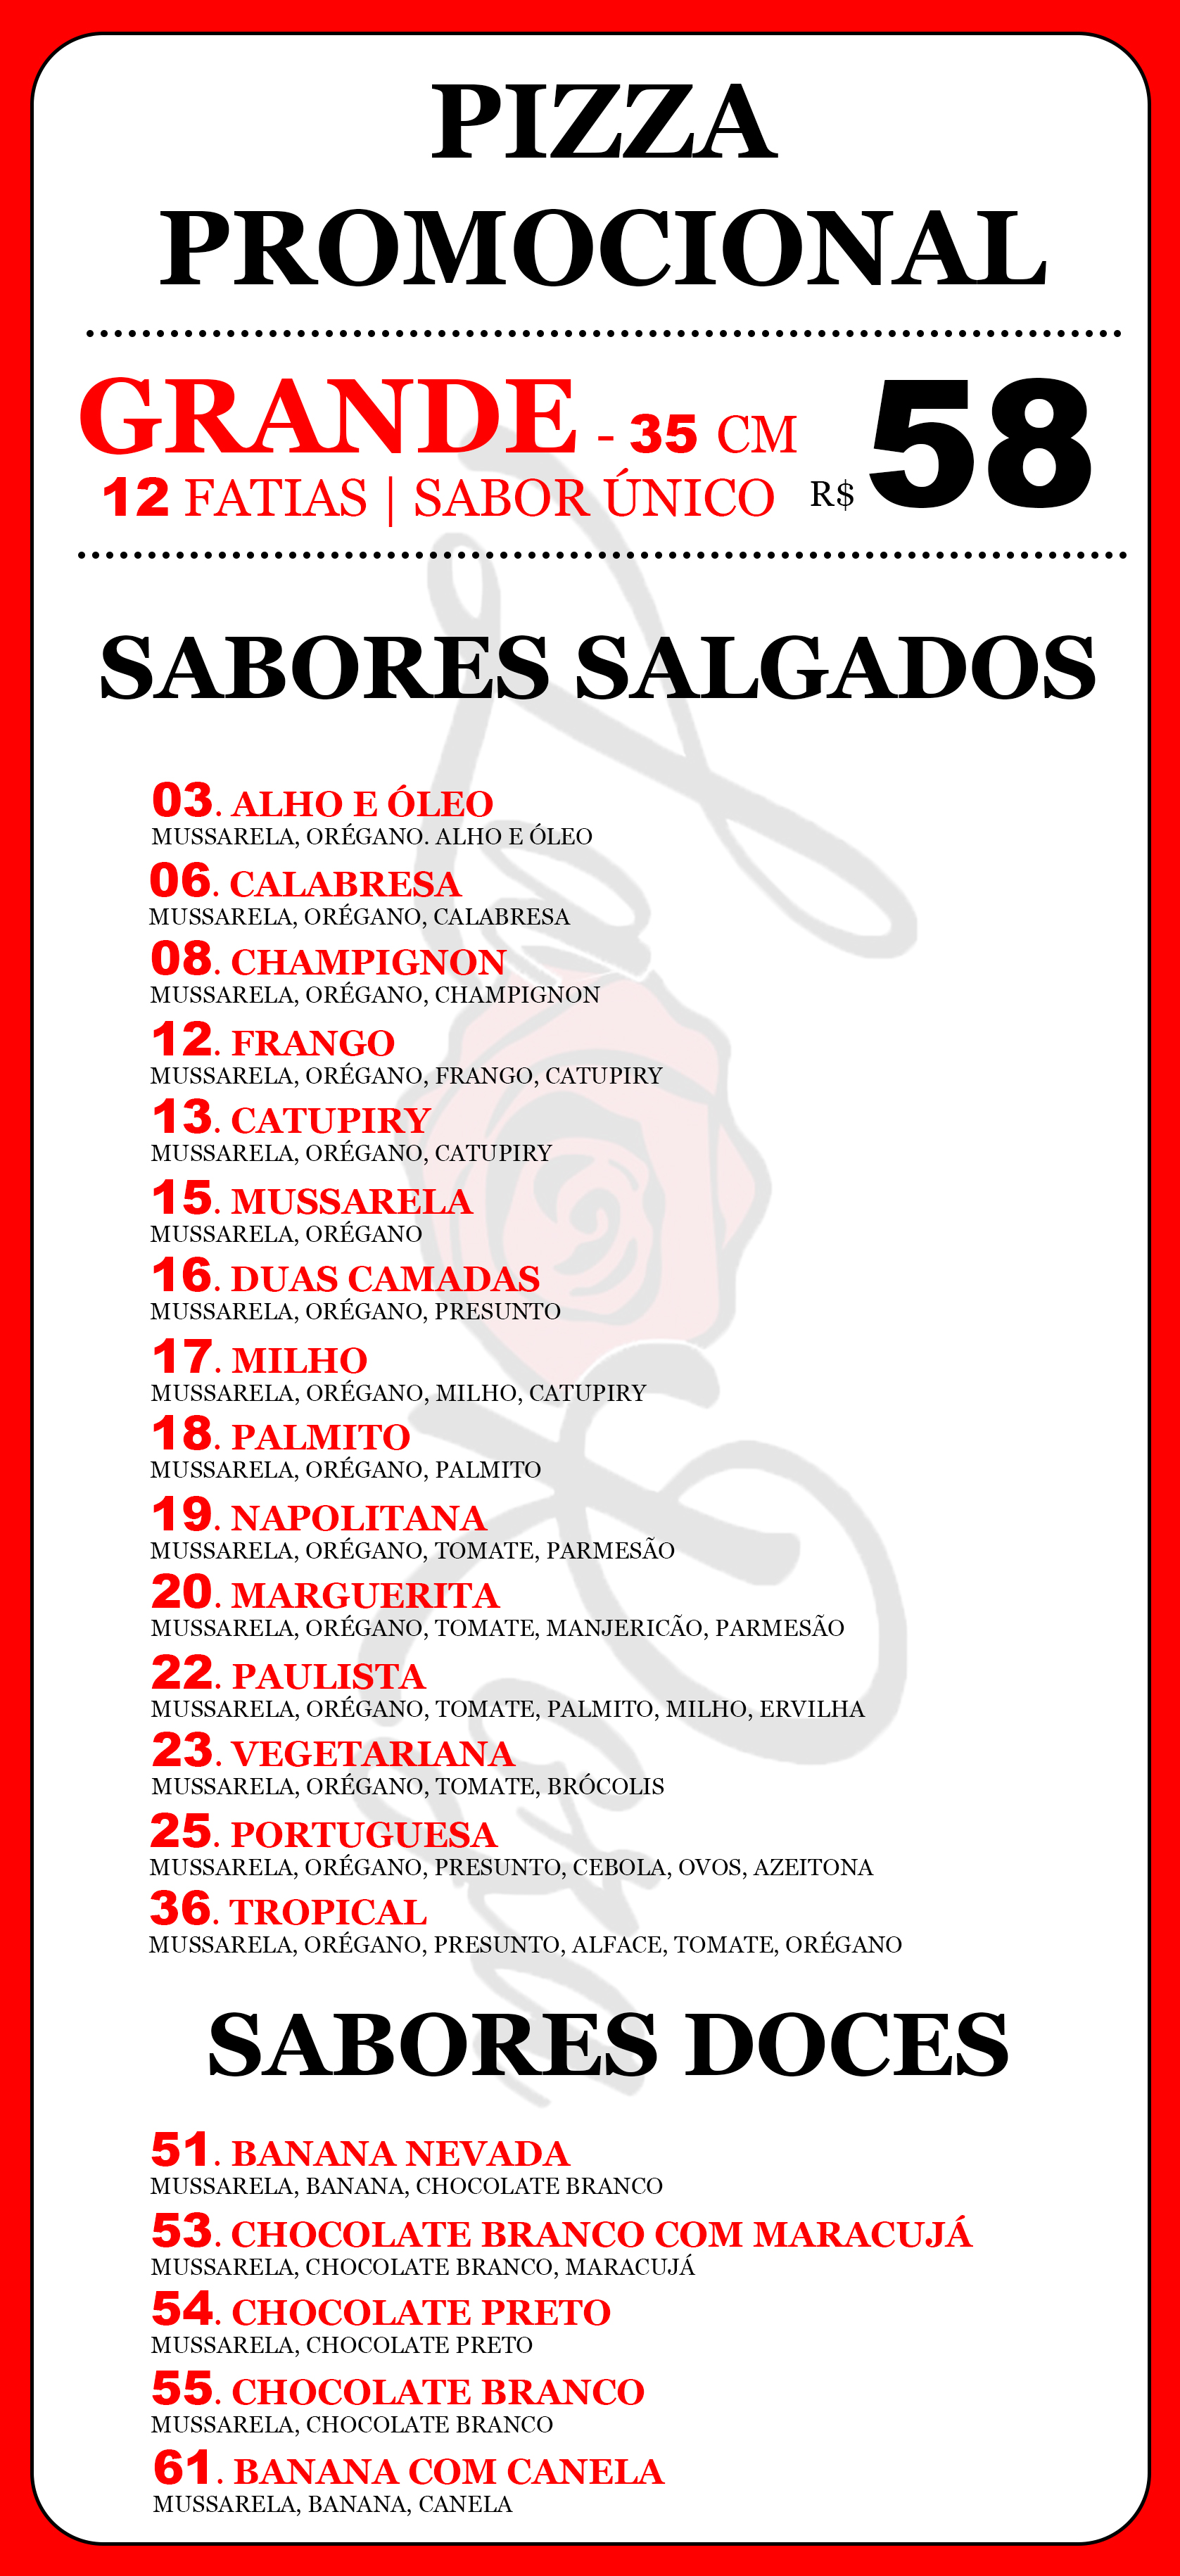 PIZZA
PROMOCIONAL
GRANDE - 35 CM
12 FATIAS | SABOR ÚNICO
R$ 58
SABORES SALGADOS
03. ALHO E ÓLEO
MUSSARELA, ORÉGANO. ALHO E ÓLEO
06. CALABRESA
MUSSARELA, ORÉGANO, CALABRESA
08. CHAMPIGNON
MUSSARELA, ORÉGANO, CHAMPIGNON
12. FRANGO
MUSSARELA, ORÉGANO, FRANGO, CATUPIRY
13. CATUPIRY
MUSSARELA, ORÉGANO, CATUPIRY
15. MUSSARELA
MUSSARELA, ORÉGANO
16. DUAS CAMADAS
MUSSARELA, ORÉGANO, PRESUNTO
17. MILHO
MUSSARELA, ORÉGANO, MILHO, CATUPIRY
18. PALMITO
MUSSARELA, ORÉGANO, PALMITO
19. NAPOLITANA
MUSSARELA, ORÉGANO, TOMATE, PARMESÃO
20. MARGUERITA
MUSSARELA, ORÉGANO, TOMATE, MANJERICÃO, PARMESÃO
22. PAULISTA
MUSSARELA, ORÉGANO, TOMATE, PALMITO, MILHO, ERVILHA
23. VEGETARIANA
MUSSARELA, ORÉGANO, TOMATE, BRÓCOLIS
25. PORTUGUESA
MUSSARELA, ORÉGANO, PRESUNTO, CEBOLA, OVOS, AZEITONA
36. TROPICAL
MUSSARELA, ORÉGANO, PRESUNTO, ALFACE, TOMATE, ORÉGANO
SABORES DOCES
51. BANANA NEVADA
MUSSARELA, BANANA, CHOCOLATE BRANCO
53. CHOCOLATE BRANCO COM MARACUJÁ
MUSSARELA, CHOCOLATE BRANCO, MARACUJÁ
54. CHOCOLATE PRETO
MUSSARELA, CHOCOLATE PRETO
55. CHOCOLATE BRANCO
MUSSARELA, CHOCOLATE BRANCO
61. BANANA COM CANELA
MUSSARELA, BANANA, CANELA